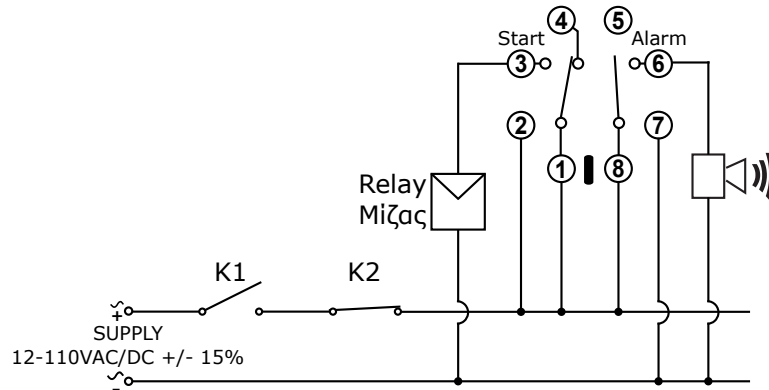 4 5
Start Alarm
3 6
2 7
1 8
Relay
Μίζας
K1 K2
+
SUPPLY
12-110VAC/DC +/- 15%
-